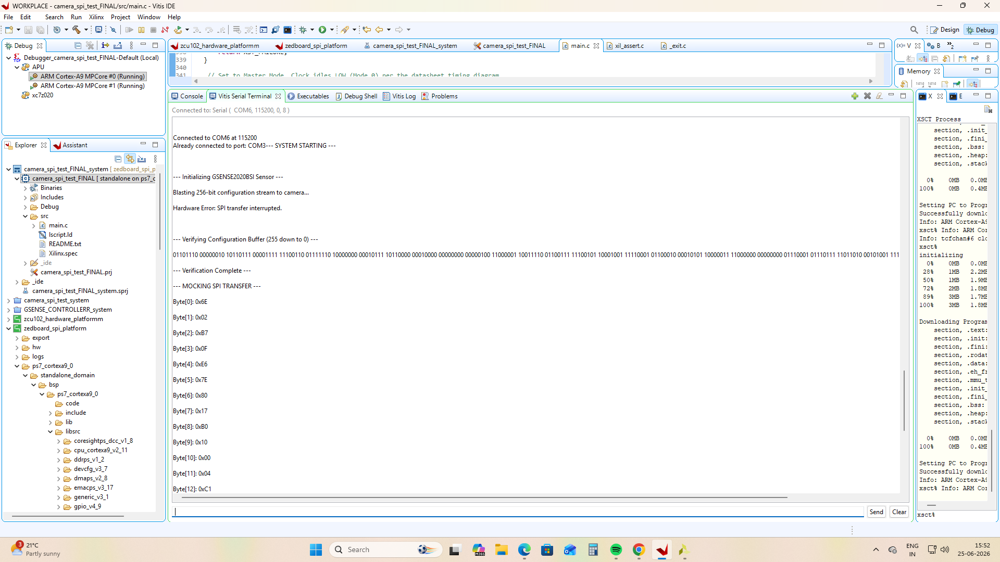 WORKPLACE - camera_spi_test_FINAL/src/main.c - Vitis IDE
File Edit Search Run Xilinx Project Window Help
Design Debug
Debug
Debugger_camera_spi_test_FINAL-Default (Local)
APU
ARM Cortex-A9 MPCore #0 (Running)
ARM Cortex-A9 MPCore #1 (Running)
xc7z020
Explorer Assistant
camera_spi_test_FINAL_system [ zedboard_spi_p
camera_spi_test_FINAL [ standalone on ps7_c
Binaries
Includes
Debug
src
main.c
lscript.ld
README.txt
Xilinx.spec
_ide
camera_spi_test_FINAL.prj
_ide
camera_spi_test_FINAL_system.sprj
camera_spi_test_system
GSENSE_CONTROLLERR_system
zcu102_hardware_platformm
zedboard_spi_platform
export
hw
logs
ps7_cortexa9_0
standalone_domain
bsp
ps7_cortexa9_0
code
include
lib
libsrc
coresightps_dcc_v1_8
cpu_cortexa9_v2_11
ddrps_v1_2
devcfg_v3_7
dmaps_v2_8
emacps_v3_17
generic_v3_1
gpio_v4_9
zcu102_hardware_platformm zedboard_spi_platform camera_spi_test_FINAL_system camera_spi_test_FINAL main.c xil_assert.c _exit.c
339 }
340
341 // Set to Master Mode, Clock idles LOW (Mode 0) per the datasheet timing diagram
Console Vitis Serial Terminal Executables Debug Shell Vitis Log Problems
Connected to: Serial ( COM6, 115200, 0, 8 )
Connected to COM6 at 115200
Already connected to port: COM3--- SYSTEM STARTING ---
--- Initializing GSENSE2020BSI Sensor ---
Blasting 256-bit configuration stream to camera...
Hardware Error: SPI transfer interrupted.
--- Verifying Configuration Buffer (255 down to 0) ---
01101110 00000010 10110111 00001111 11100110 01111110 10000000 00010111 10110000 00010000 00000000 00000100 11000001 10011110 01100111 11100101 10001001 11110001 01100010 00010101 10000011 11000000 00000000 01110001 01110111 11011010 00101001 111
--- Verification Complete ---
--- MOCKING SPI TRANSFER ---
Byte[0]: 0x6E
Byte[1]: 0x02
Byte[2]: 0xB7
Byte[3]: 0x0F
Byte[4]: 0xE6
Byte[5]: 0x7E
Byte[6]: 0x80
Byte[7]: 0x17
Byte[8]: 0xB0
Byte[9]: 0x10
Byte[10]: 0x00
Byte[11]: 0x04
Byte[12]: 0xC1
Send Clear
(x)= V B 2
Memory
X E
XSCT Process
section, .init_
section, .fini_
section, .bss:
section, .heap:
section, .stack
0% 0MB 0.0MB
100% 0MB 0.4MB
Setting PC to Progr
Successfully downlo
Info: ARM Cortex-A9
xsct% Info: ARM Cor
Info: tcfchan#6 clo
xsct%
initializing
0% 0MB 0.0MB
28% 1MB 2.2MB
50% 1MB 1.9MB
72% 2MB 1.8MB
89% 3MB 1.7MB
100% 3MB 1.8MB
Downloading Program
section, .text:
section, .init:
section, .fini:
section, .rodat
section, .data:
section, .eh_fr
section, .mmu_t
section, .init_
section, .fini_
section, .bss:
section, .heap:
section, .stack
0% 0MB 0.0MB
100% 0MB 0.4MB
Setting PC to Progr
Successfully downlo
Info: ARM Cortex-A9
xsct% Info: ARM Cor
xsct%
3
21°C
Partly sunny
Search
M365
ENG
IN
15:52
25-06-2026